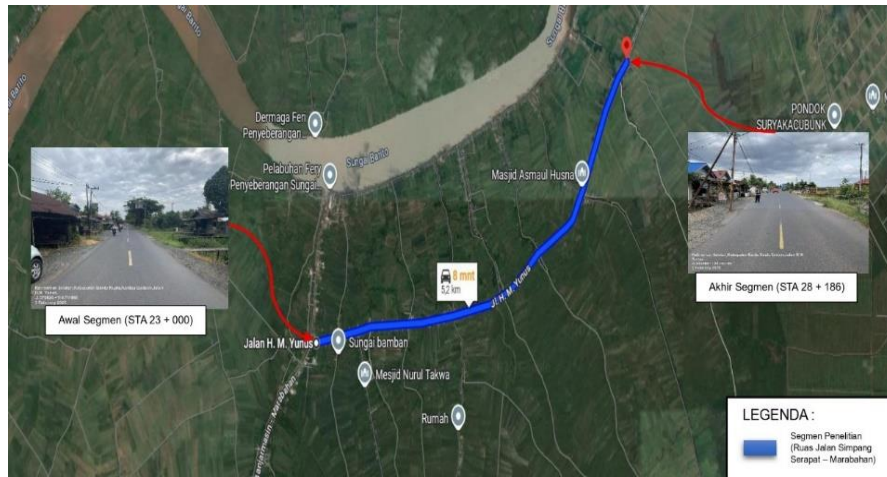 Dermaga Feri
Penyeberangan...
Sungai Barito
Pelabuhan Fery
Penyeberangan Sungai...
Sungai Barito
Masjid Asmaul Husna
PONDOK
SURYAKACUBUNK
Awal Segmen (STA 23 + 000)
Akhir Segmen (STA 28 + 186)
8 mnt
5,2 km
Jl. H. M. Yunus
Jalan H. M. Yunus
Sungai bamban
Mesjid Nurul Takwa
Rumah
LEGENDA :
Segmen Penelitian
(Ruas Jalan Simpang
Serapat – Marabahan)